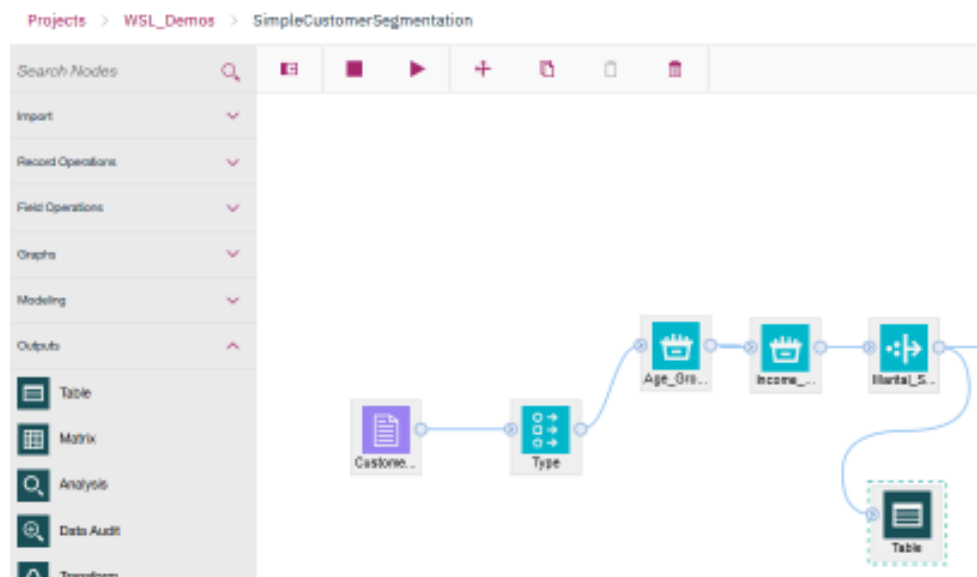 Projects > WSL_Demos > SimpleCustomerSegmentation
Search Nodes
Import
Record Operations
Field Operations
Graphs
Modeling
Outputs
Table
Matrix
Analysis
Data Audit
Transform
Custome...
Type
Age_Gro...
Income_...
Marital_S...
Table